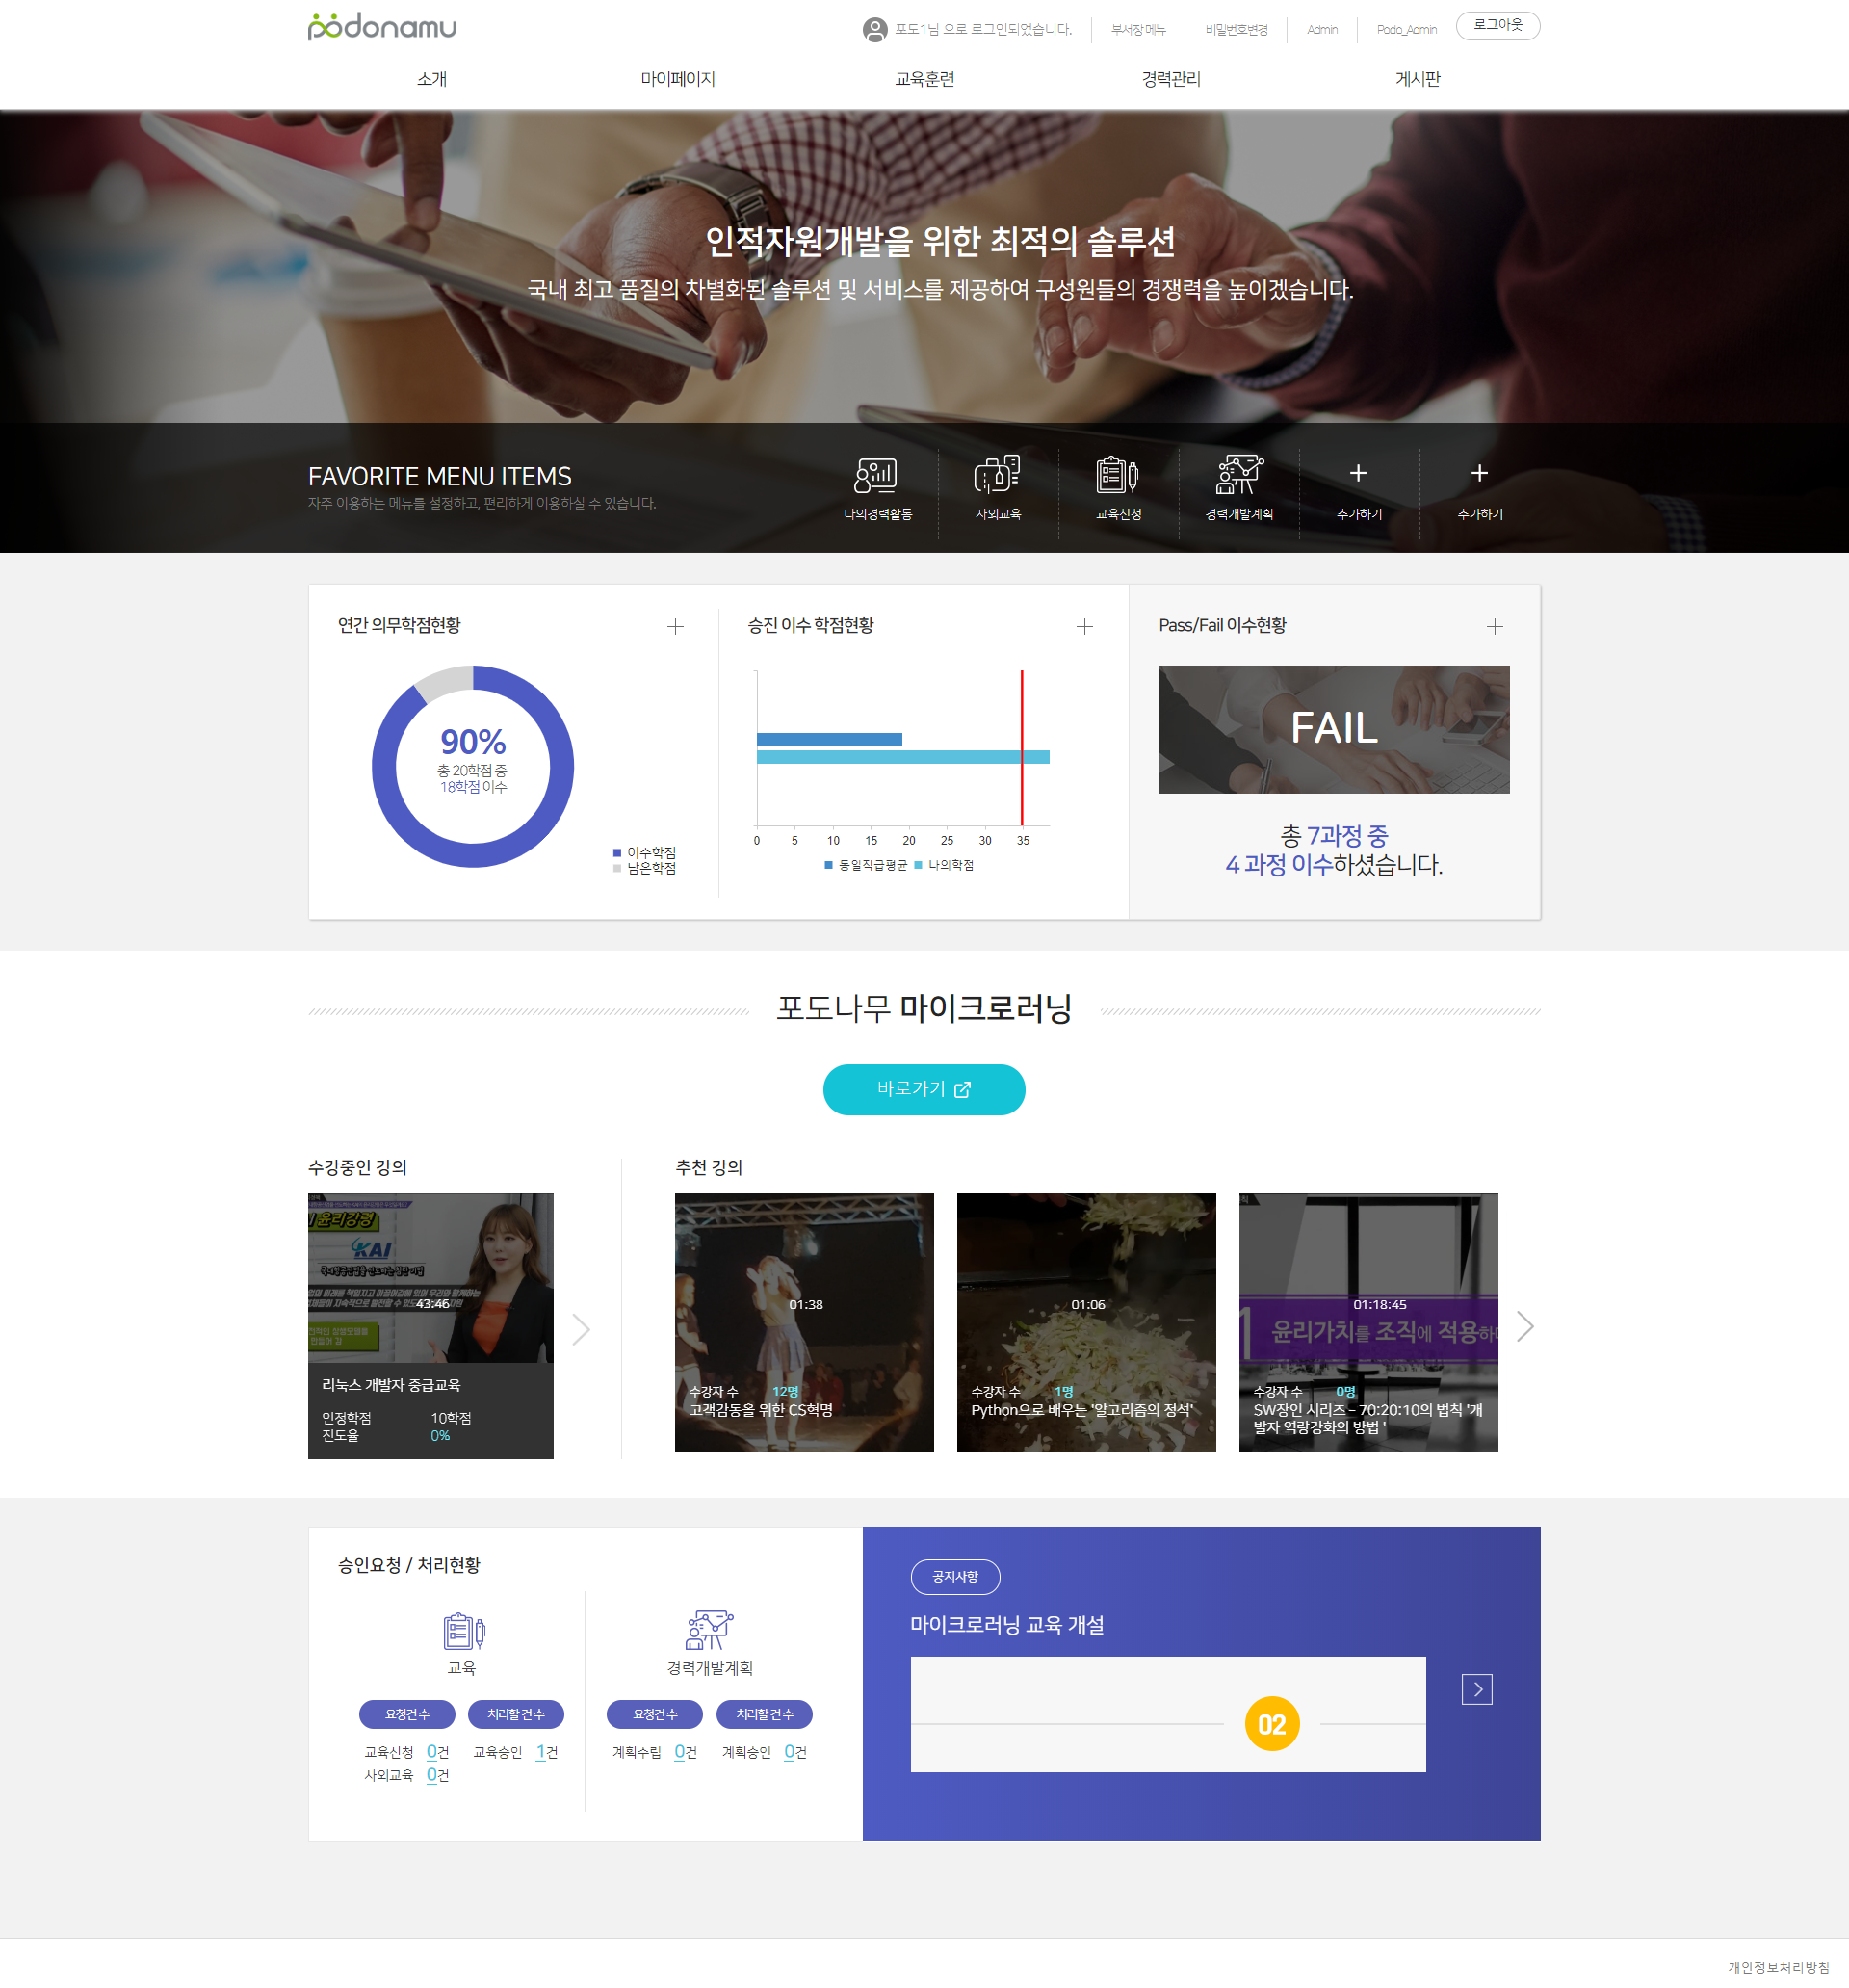 podonamu
포도1님 으로 로그인되었습니다. 부서장 메뉴 비밀번호변경 Admin Podo_Admin 로그아웃
소개 마이페이지 교육훈련 경력관리 게시판
인적자원개발을 위한 최적의 솔루션
국내 최고 품질의 차별화된 솔루션 및 서비스를 제공하여 구성원들의 경쟁력을 높이겠습니다.
FAVORITE MENU ITEMS
자주 이용하는 메뉴를 설정하고, 편리하게 이용하실 수 있습니다.
나의경력활동 사외교육 교육신청 경력개발계획 추가하기 추가하기
연간 의무학점현황
90%
총 20학점 중
18학점 이수
이수학점
남은학점
승진 이수 학점현황
0 5 10 15 20 25 30 35
동일직급평균 나의학점
Pass/Fail 이수현황
FAIL
총 7과정 중
4 과정 이수하셨습니다.
포도나무 마이크로러닝
바로가기
수강중인 강의
윤리강령
KAI
43:46
리눅스 개발자 중급교육
인정학점 10학점
진도율 0%
추천 강의
01:38
수강자 수 12명
고객감동을 위한 CS혁명
01:06
수강자 수 1명
Python으로 배우는 '알고리즘의 정석'
01:18:45
1 윤리가치를 조직에 적용하
수강자 수 0명
SW장인 시리즈 – 70:20:10의 법칙 '개
발자 역량강화의 방법 '
승인요청 / 처리현황
교육
요청건수 처리할 건수
교육신청 0건 교육승인 1건
사외교육 0건
경력개발계획
요청건수 처리할 건수
계획수립 0건 계획승인 0건
공지사항
마이크로러닝 교육 개설
02
개인정보처리방침